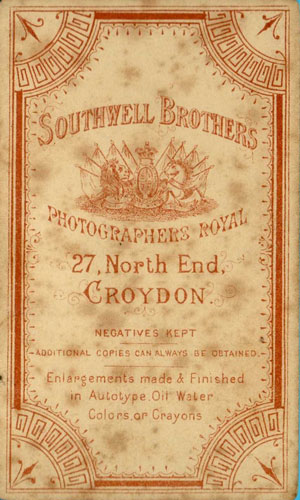 SOUTHWELL BROTHERS
PHOTOGRAPHERS ROYAL
27, North End,
CROYDON.
NEGATIVES KEPT
ADDITIONAL COPIES CAN ALWAYS BE OBTAINED.
Enlargements made & Finished
in Autotype, Oil Water
Colors, or Crayons